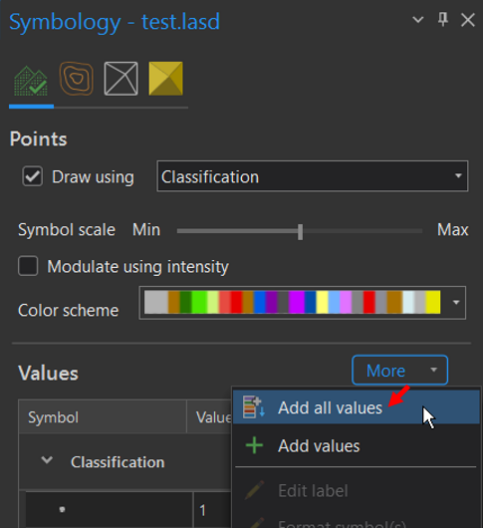 Symbology - test.lasd
Points
Draw using Classification
Symbol scale Min Max
Modulate using intensity
Color scheme
Values More
Symbol Value
Add all values
Add values
Classification
1
Edit label
Format symbol(s)